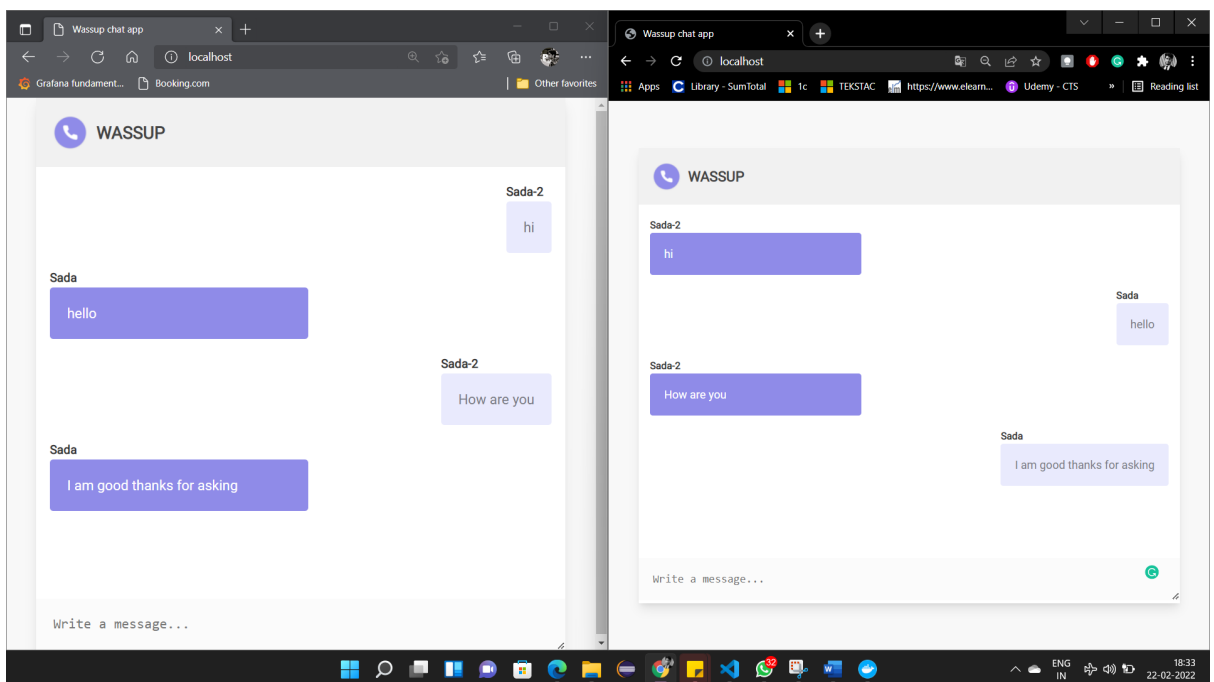 Wassup chat app
localhost
Grafana fundament...
Booking.com
Other favorites
WASSUP
Sada-2
hi
Sada
hello
Sada-2
How are you
Sada
I am good thanks for asking
Write a message...
Wassup chat app
localhost
Apps
Library - SumTotal
1c
TEKSTAC
https://www.elearn...
Udemy - CTS
»
Reading list
WASSUP
Sada-2
hi
Sada
hello
Sada-2
How are you
Sada
I am good thanks for asking
Write a message...
32
ENG
IN
18:33
22-02-2022